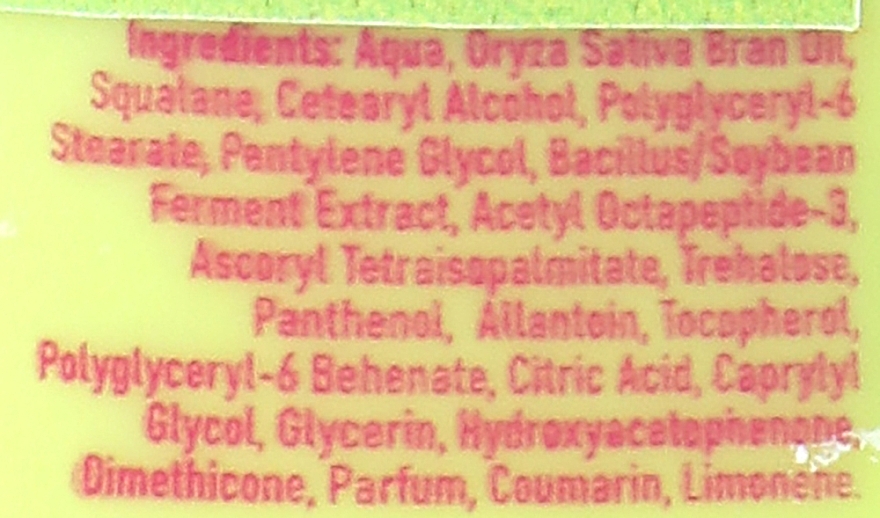 Ingredients: Aqua, Oryza Sativa Bran Oil,
Squalane, Cetearyl Alcohol, Polyglyceryl-6
Stearate, Pentylene Glycol, Bacillus/Soybean
Ferment Extract, Acetyl Octapeptide-3,
Ascoryl Tetraisopalmitate, Trehalose,
Panthenol, Allantoin, Tocopherol,
Polyglyceryl-6 Behenate, Citric Acid, Caprylyl
Glycol, Glycerin, Hydroxyacetophenone
Dimethicone, Parfum, Coumarin, Limonene.